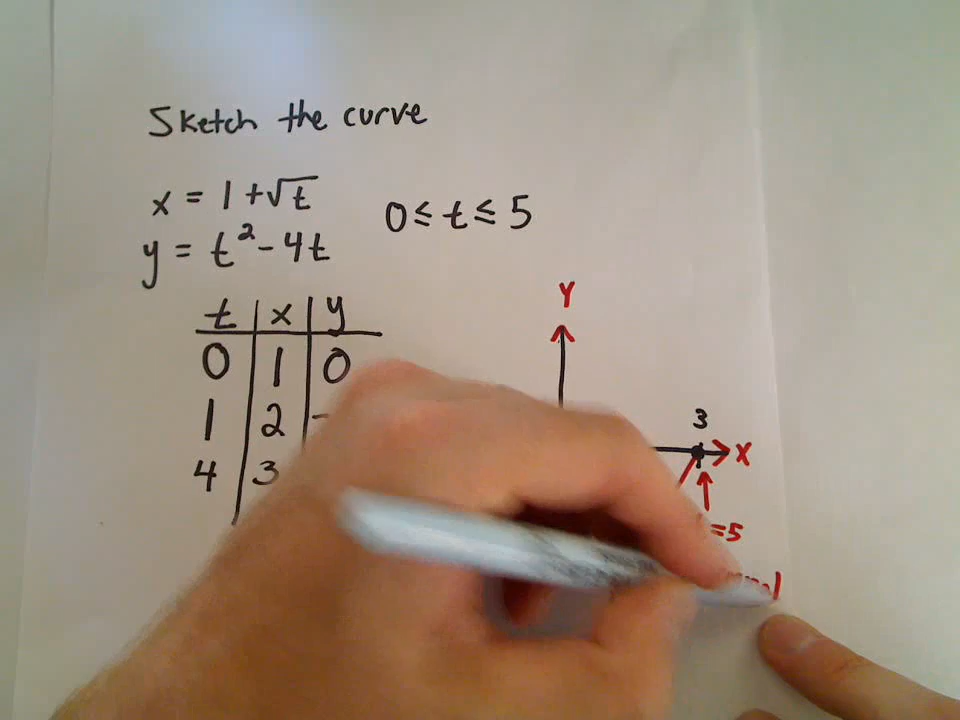 Sketch the curve
x = 1 + √t
0 ≤ t ≤ 5
y = t² - 4t
t x y
0 1 0
1 2 -
4 3
Y
3
X
=5